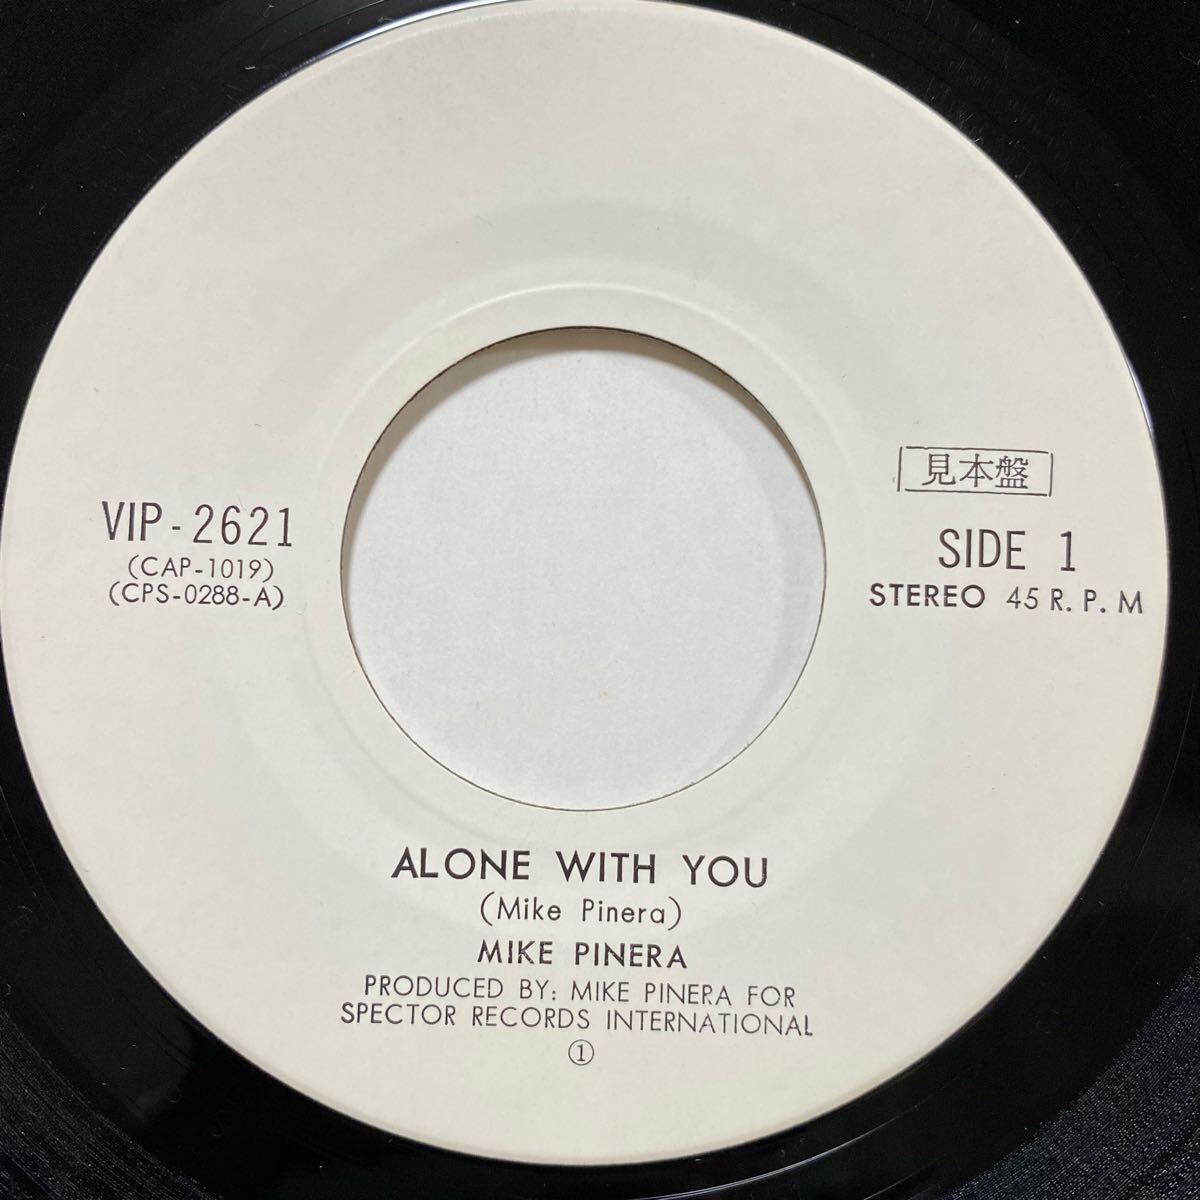 VIP-2621
(CAP-1019)
(CPS-0288-A)
見本盤
SIDE 1
STEREO 45 R. P. M
ALONE WITH YOU
(Mike Pinera)
MIKE PINERA
PRODUCED BY: MIKE PINERA FOR
SPECTOR RECORDS INTERNATIONAL
①